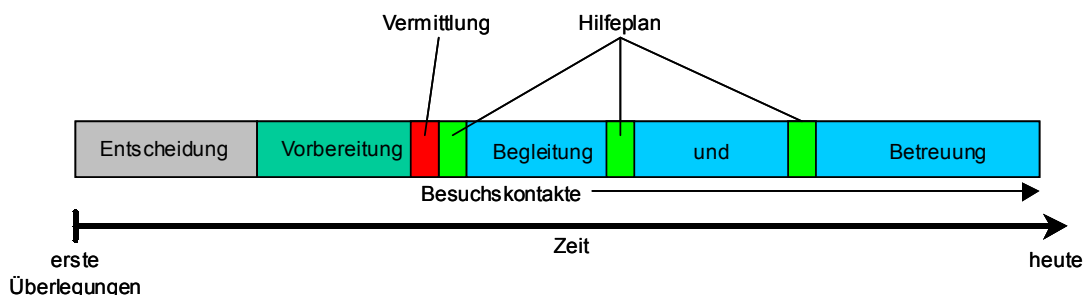 Vermittlung
Hilfeplan
Entscheidung
Vorbereitung
Begleitung
und
Betreuung
Besuchskontakte
Zeit
erste
Überlegungen
heute